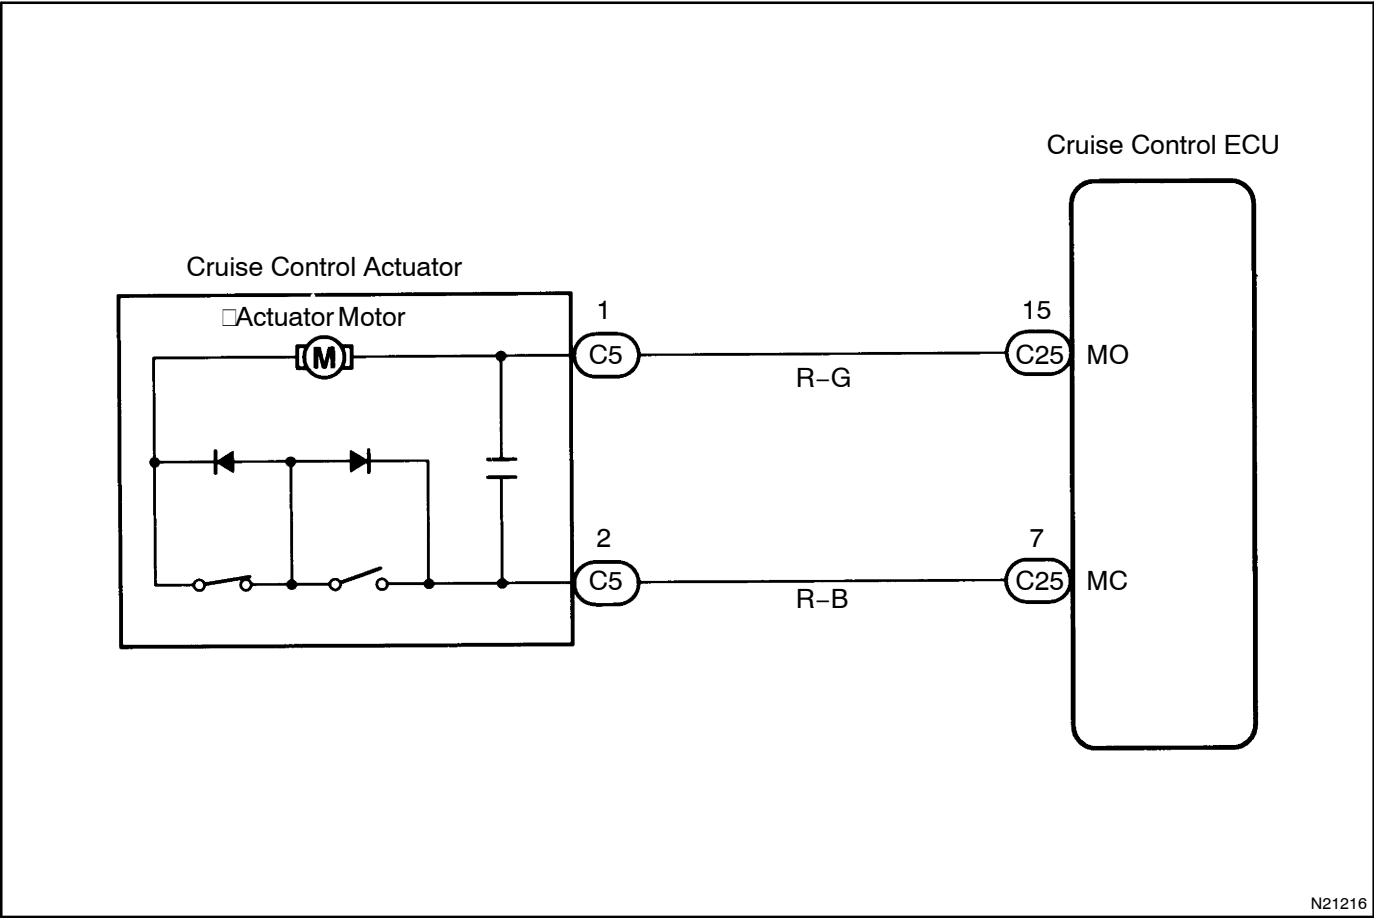 Cruise Control ECU
Cruise Control Actuator
Actuator Motor
M
1
C5
R–G
15
C25
MO
2
C5
R–B
7
C25
MC
N21216